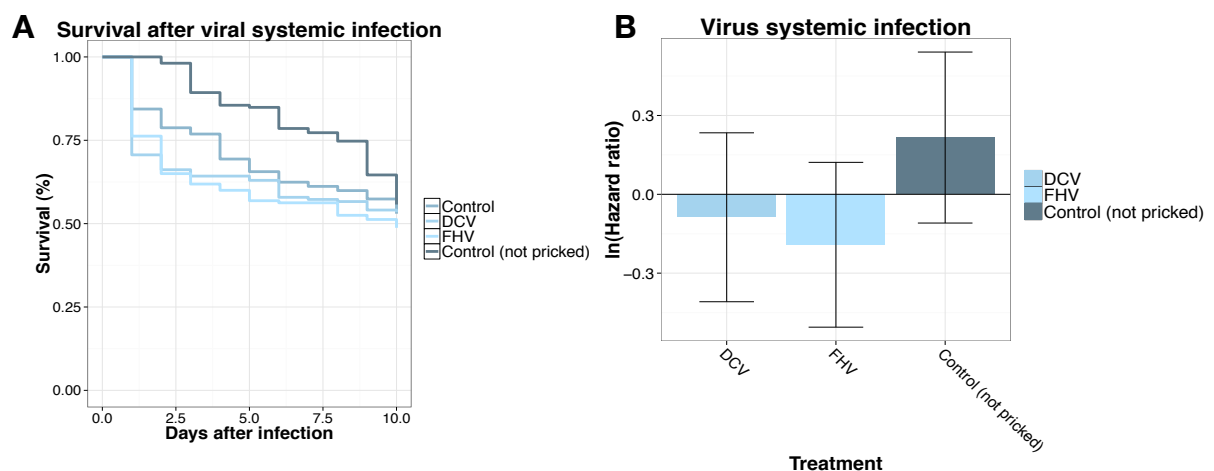 A
Survival after viral systemic infection
Survival (%)
1.00
0.75
0.50
0.25
0.00
0.0
2.5
5.0
7.5
10.0
Days after infection
Control
DCV
FHV
Control (not pricked)
B
Virus systemic infection
ln(Hazard ratio)
0.3
0.0
−0.3
DCV
FHV
Control (not pricked)
Treatment
DCV
FHV
Control (not pricked)